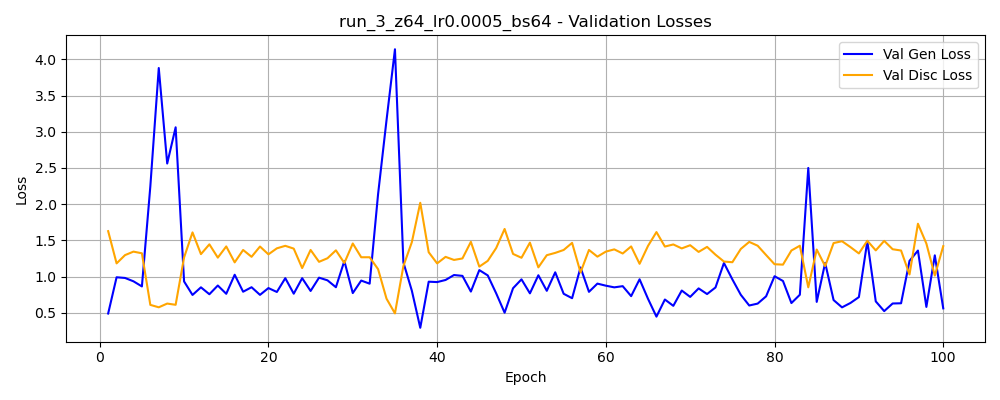 run_3_z64_lr0.0005_bs64 - Validation Losses
Val Gen Loss
Val Disc Loss
Loss
4.0
3.5
3.0
2.5
2.0
1.5
1.0
0.5
0 20 40 60 80 100
Epoch